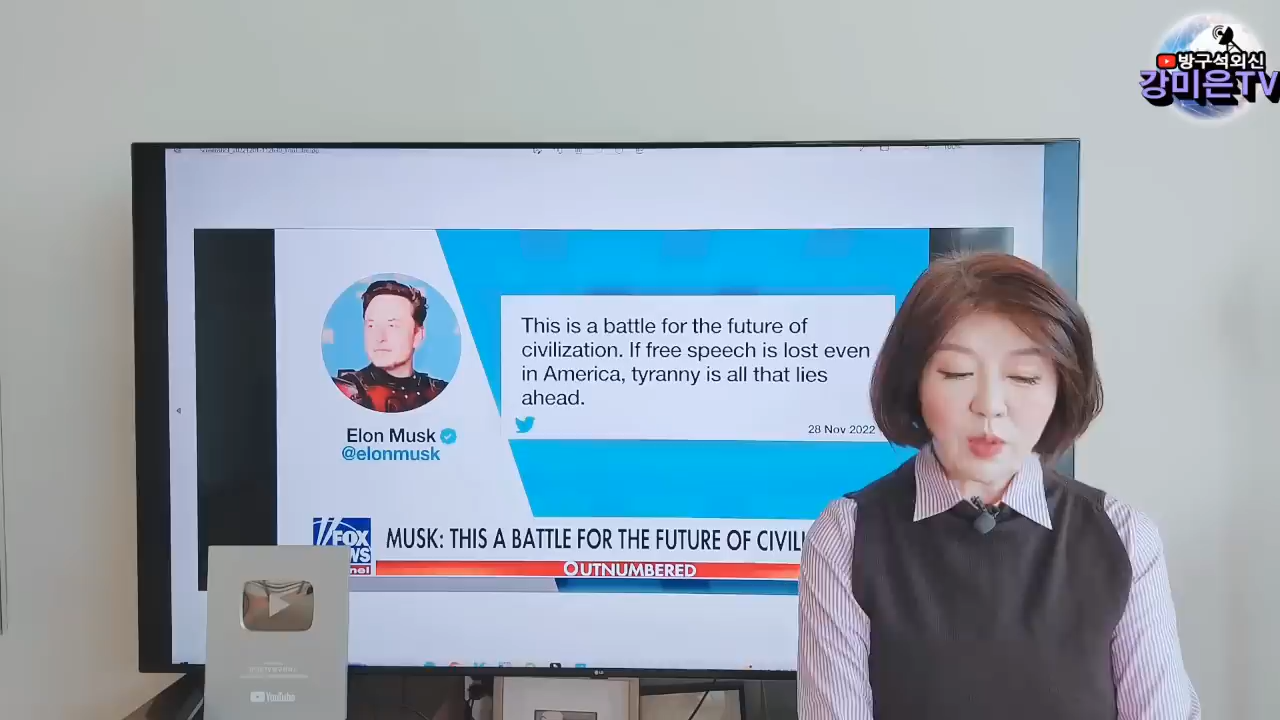 방구석외신
강미은TV
This is a battle for the future of
civilization. If free speech is lost even
in America, tyranny is all that lies
ahead.
28 Nov 2022
Elon Musk
@elonmusk
FOX
MUSK: THIS A BATTLE FOR THE FUTURE OF CIVIL
OUTNUMBERED
YouTube
LG